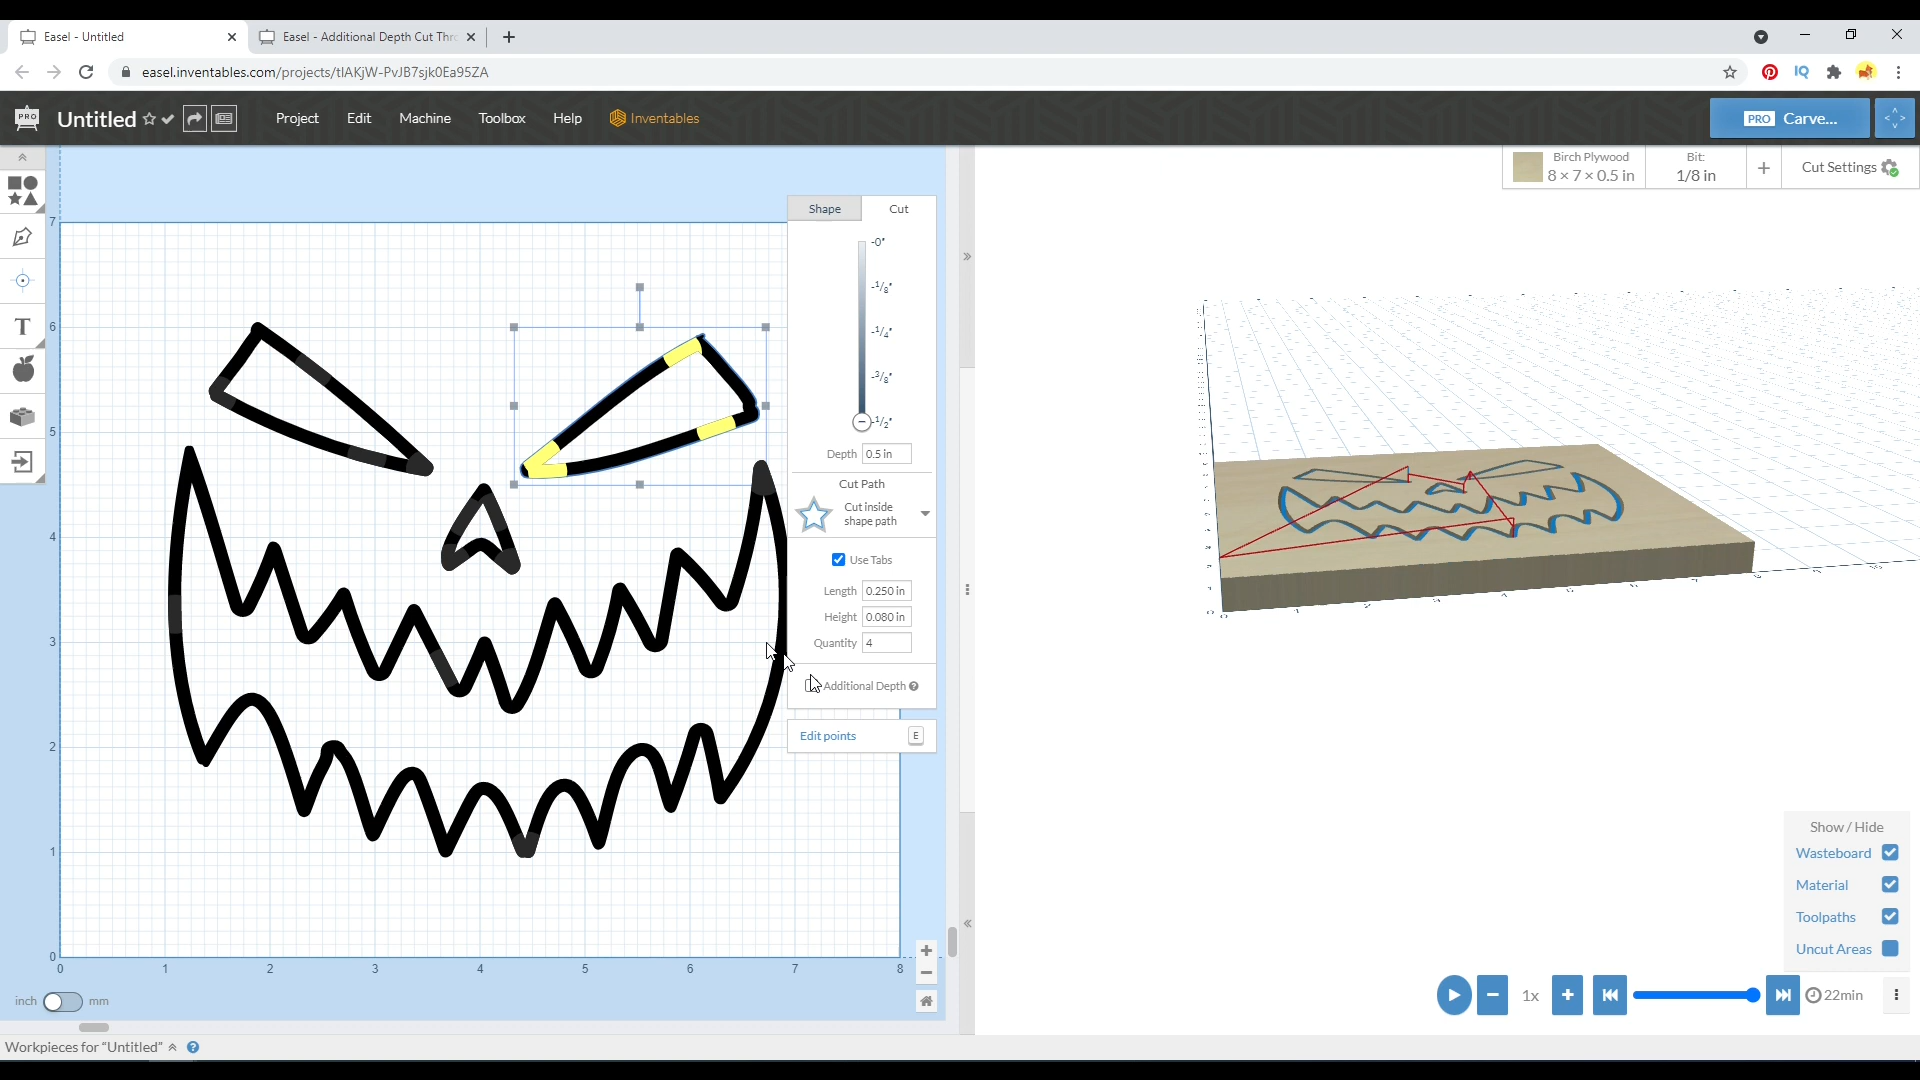 Easel - Untitled
Easel - Additional Depth Cut Thr
easel.inventables.com/projects/tIAKjW-PvJB7sjk0Ea95ZA
PRO
Untitled
Project
Edit
Machine
Toolbox
Help
Inventables
PRO Carve...
Birch Plywood
8 × 7 × 0.5 in
Bit:
1/8 in
Cut Settings
Shape
Cut
-0"
-1/8"
-1/4"
-3/8"
-1/2"
Depth 0.5 in
Cut Path
Cut inside
shape path
Use Tabs
Length 0.250 in
Height 0.080 in
Quantity 4
Additional Depth
Edit points E
7
6
5
4
3
2
1
0
0 1 2 3 4 5 6 7 8
inch mm
Show / Hide
Wasteboard
Material
Toolpaths
Uncut Areas
1x
22min
Workpieces for "Untitled"